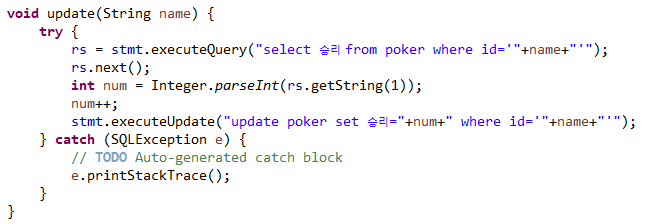 void update(String name) {
try {
rs = stmt.executeQuery("select 승리 from poker where id='"+name+"'");
rs.next();
int num = Integer.parseInt(rs.getString(1));
num++;
stmt.executeUpdate("update poker set 승리="+num+" where id='"+name+"'");
} catch (SQLException e) {
// TODO Auto-generated catch block
e.printStackTrace();
}
}